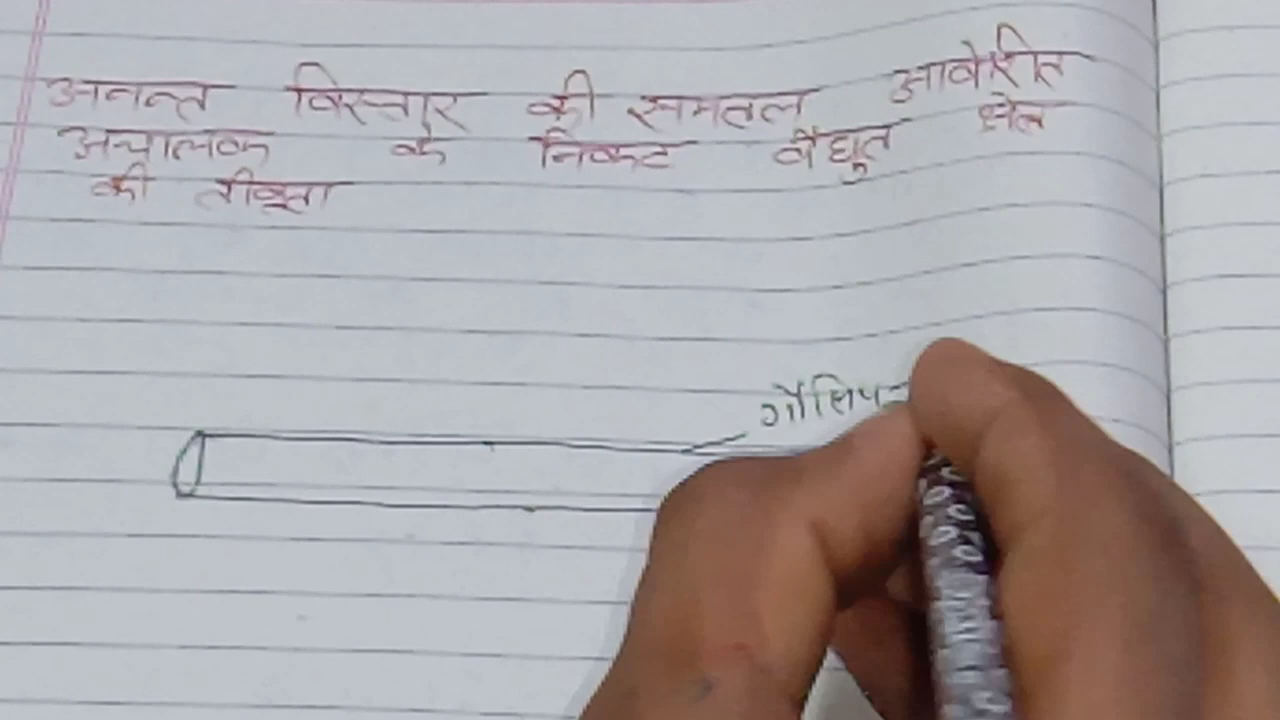 अनन्त विस्तार की समतल आवेशित
अचालक के निकट वैद्युत क्षेत्र
की तीव्रता
गौसिय